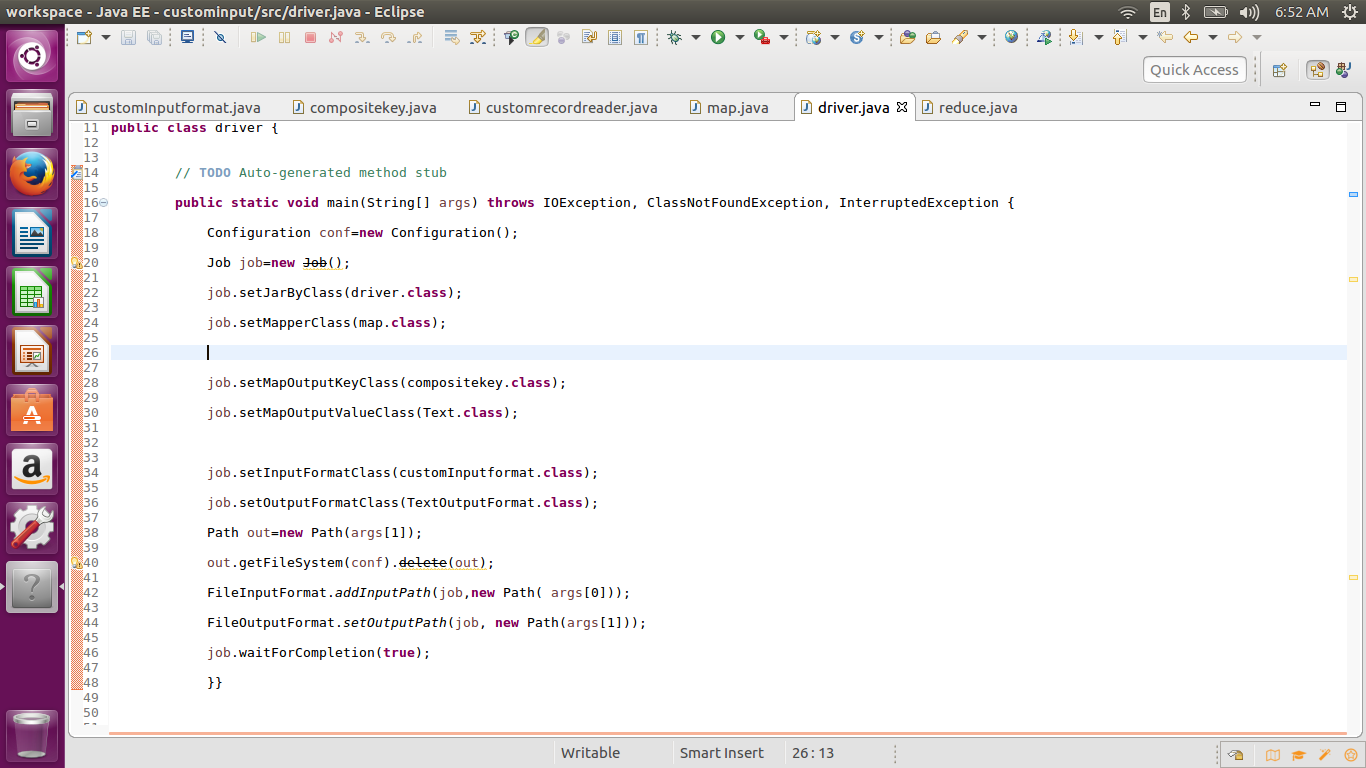 workspace - Java EE - custominput/src/driver.java - Eclipse
En
6:52 AM
Quick Access
customInputformat.java
compositekey.java
customrecordreader.java
map.java
driver.java
reduce.java
11 public class driver {
12
13
14 // TODO Auto-generated method stub
15
16 public static void main(String[] args) throws IOException, ClassNotFoundException, InterruptedException {
17
18 Configuration conf=new Configuration();
19
20 Job job=new Job();
21
22 job.setJarByClass(driver.class);
23
24 job.setMapperClass(map.class);
25
26
27
28 job.setMapOutputKeyClass(compositekey.class);
29
30 job.setMapOutputValueClass(Text.class);
31
32
33
34 job.setInputFormatClass(customInputformat.class);
35
36 job.setOutputFormatClass(TextOutputFormat.class);
37
38 Path out=new Path(args[1]);
39
40 out.getFileSystem(conf).delete(out);
41
42 FileInputFormat.addInputPath(job,new Path( args[0]));
43
44 FileOutputFormat.setOutputPath(job, new Path(args[1]));
45
46 job.waitForCompletion(true);
47
48 }}
49
50
Writable
Smart Insert
26 : 13